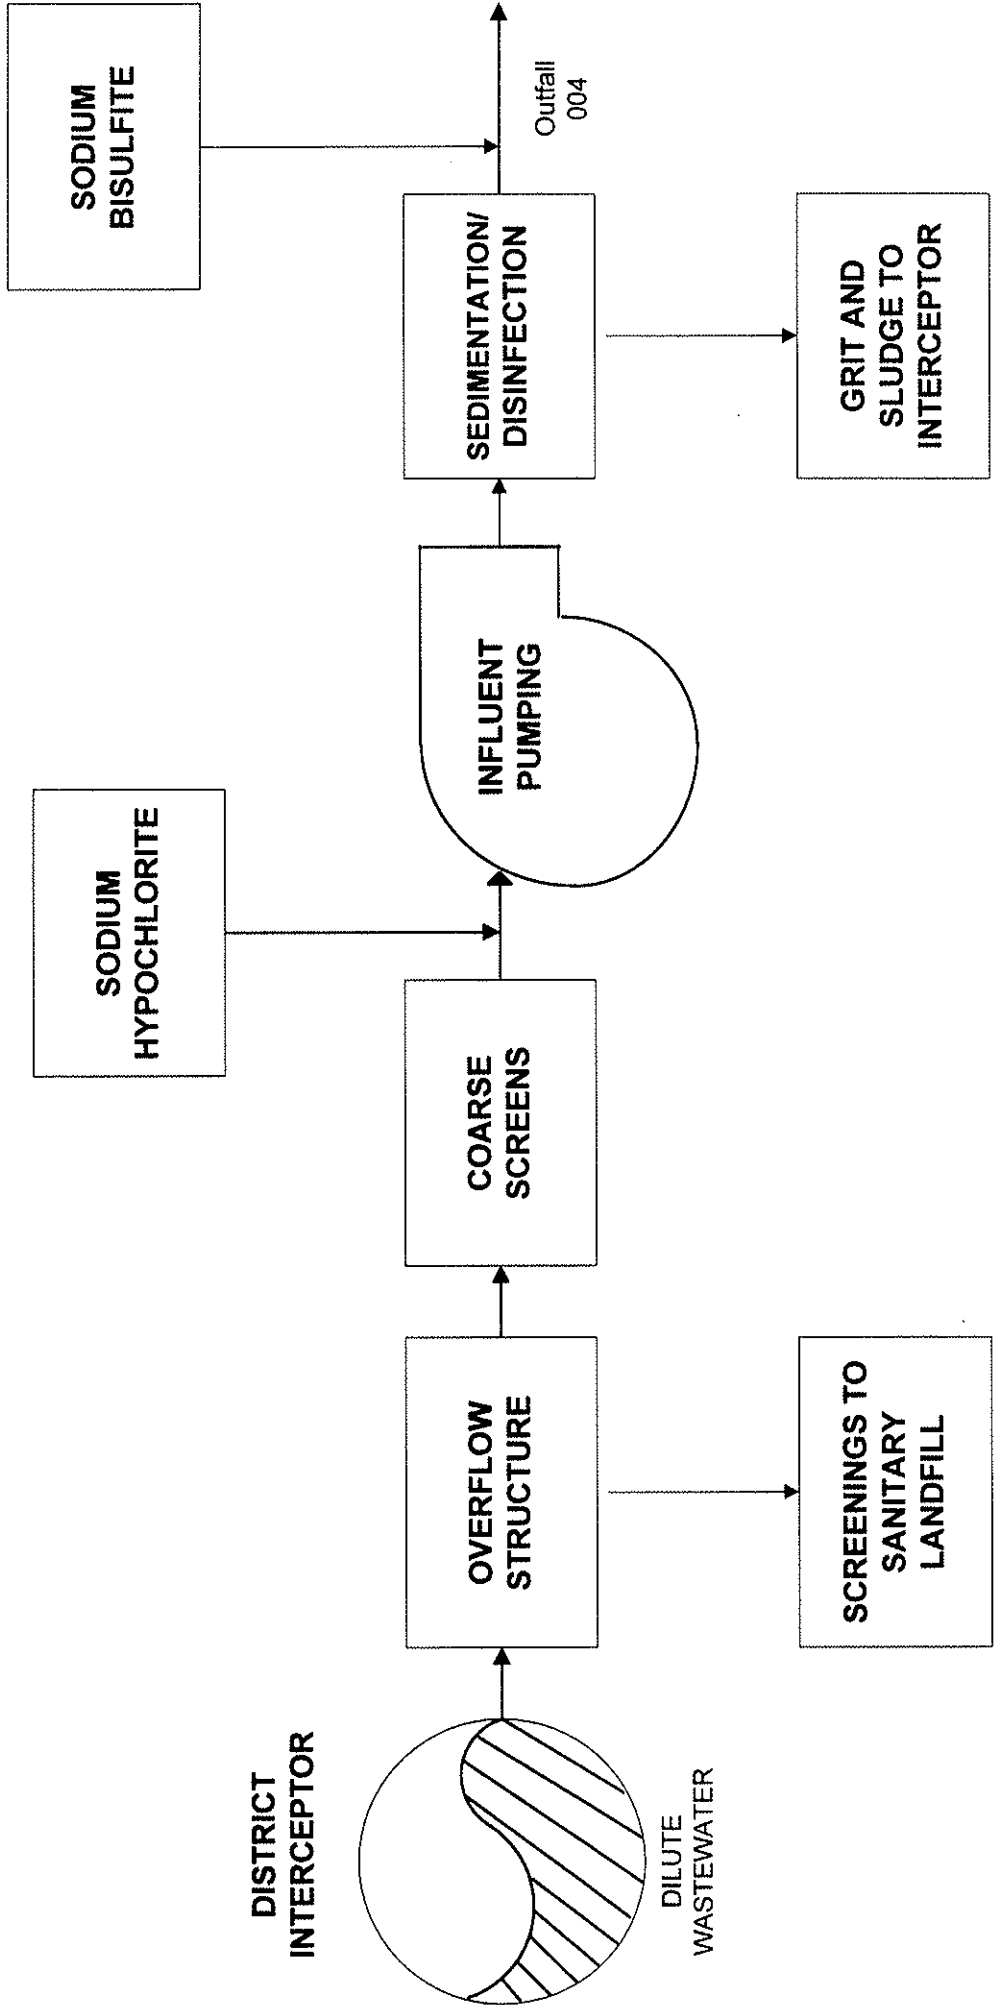 DISTRICT
INTERCEPTOR
DILUTE
WASTEWATER
OVERFLOW
STRUCTURE
SCREENINGS TO
SANITARY
LANDFILL
COARSE
SCREENS
SODIUM
HYPOCHLORITE
INFLUENT
PUMPING
SEDIMENTATION/
DISINFECTION
GRIT AND
SLUDGE TO
INTERCEPTOR
SODIUM
BISULFITE
Outfall
004